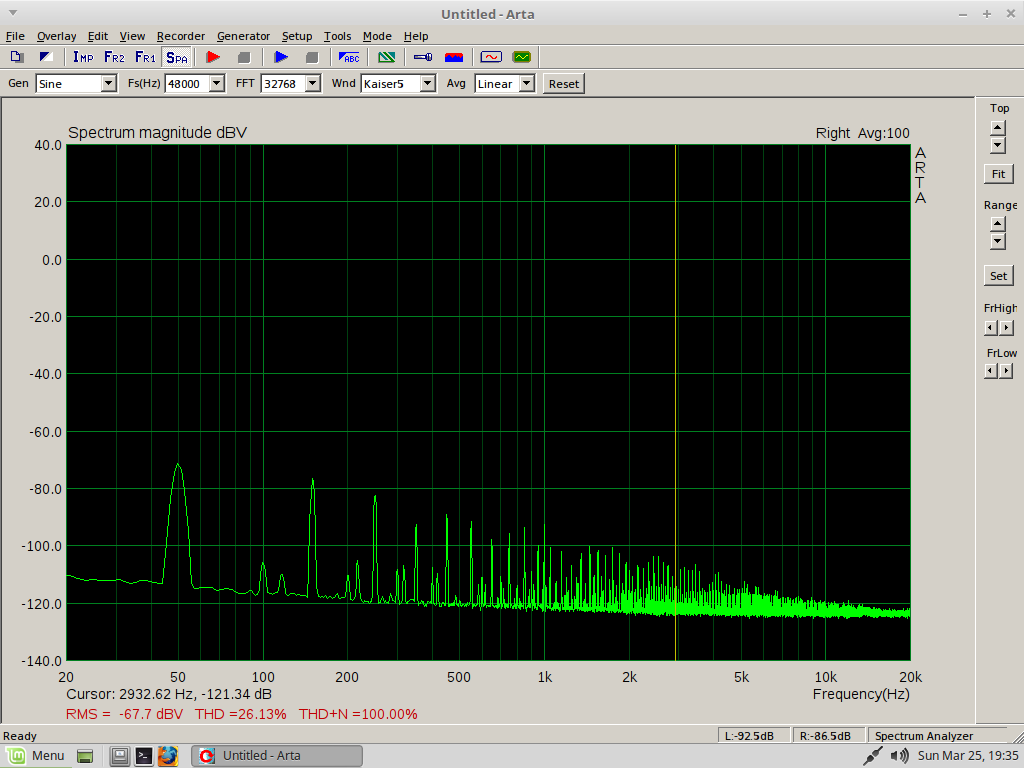 Untitled - Arta
File Overlay Edit View Recorder Generator Setup Tools Mode Help
IMP FR2 FR1 SPA ABC
Gen Sine Fs(Hz) 48000 FFT 32768 Wnd Kaiser5 Avg Linear Reset
Spectrum magnitude dBV
Right Avg:100
40.0
20.0
0.0
-20.0
-40.0
-60.0
-80.0
-100.0
-120.0
-140.0
20 50 100 200 500 1k 2k 5k 10k 20k
Cursor: 2932.62 Hz, -121.34 dB
Frequency(Hz)
RMS = -67.7 dBV THD =26.13% THD+N =100.00%
A
R
T
A
Top
Fit
Range
Set
FrHigh
FrLow
Ready
L:-92.5dB R:-86.5dB Spectrum Analyzer
Menu
Untitled - Arta
Sun Mar 25, 19:35